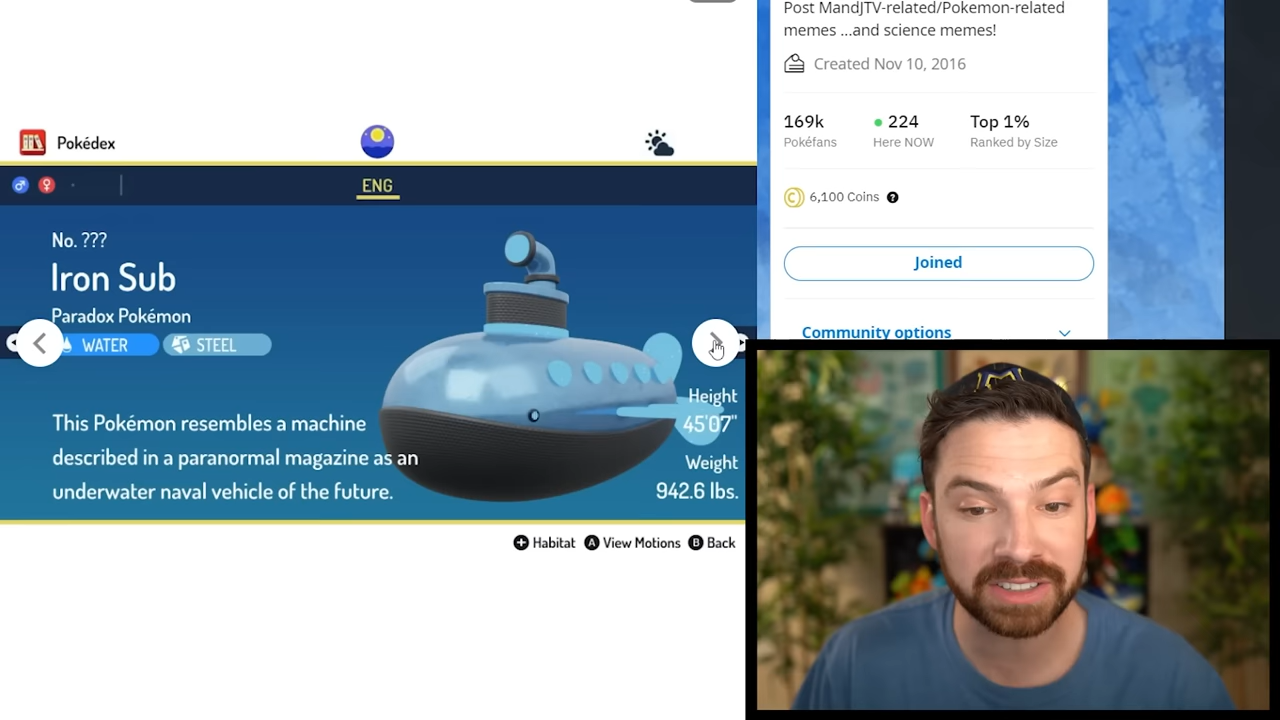 Post MandJTV-related/Pokemon-related
memes ...and science memes!
Created Nov 10, 2016
169k
224
Top 1%
Pokéfans
Here NOW
Ranked by Size
6,100 Coins ?
Joined
Community options
Pokédex
ENG
No. ???
Iron Sub
Paradox Pokémon
WATER STEEL
This Pokémon resembles a machine
described in a paranormal magazine as an
underwater naval vehicle of the future.
Height
45'07"
Weight
942.6 lbs.
+ Habitat A View Motions B Back